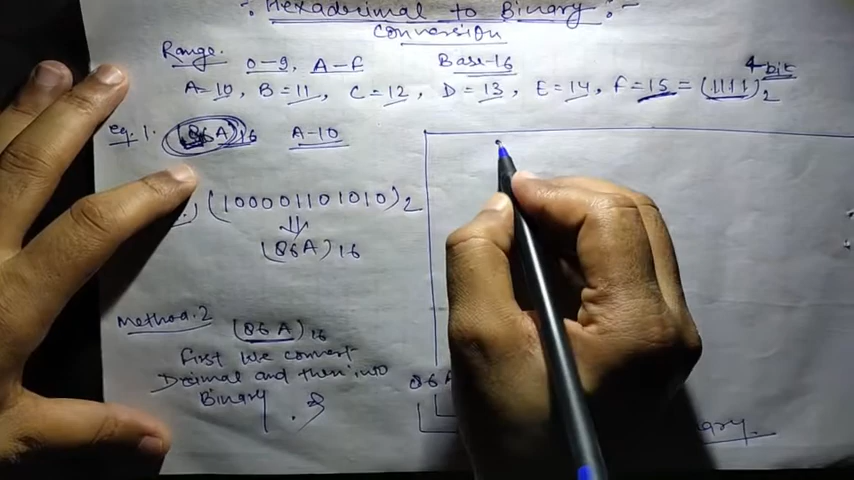 :- Hexadecimal to Binary :-
Conversion
Range. 0-9, A-F Base-16
A-10, B=11, C=12, D=13, E=14, F=15 = (1111)2 4-bit
eg.1. (86A)16 A-10
(100001101010)2
(86A)16
Method.2 (86A)16
First we convert
Decimal and then into
Binary.
86A